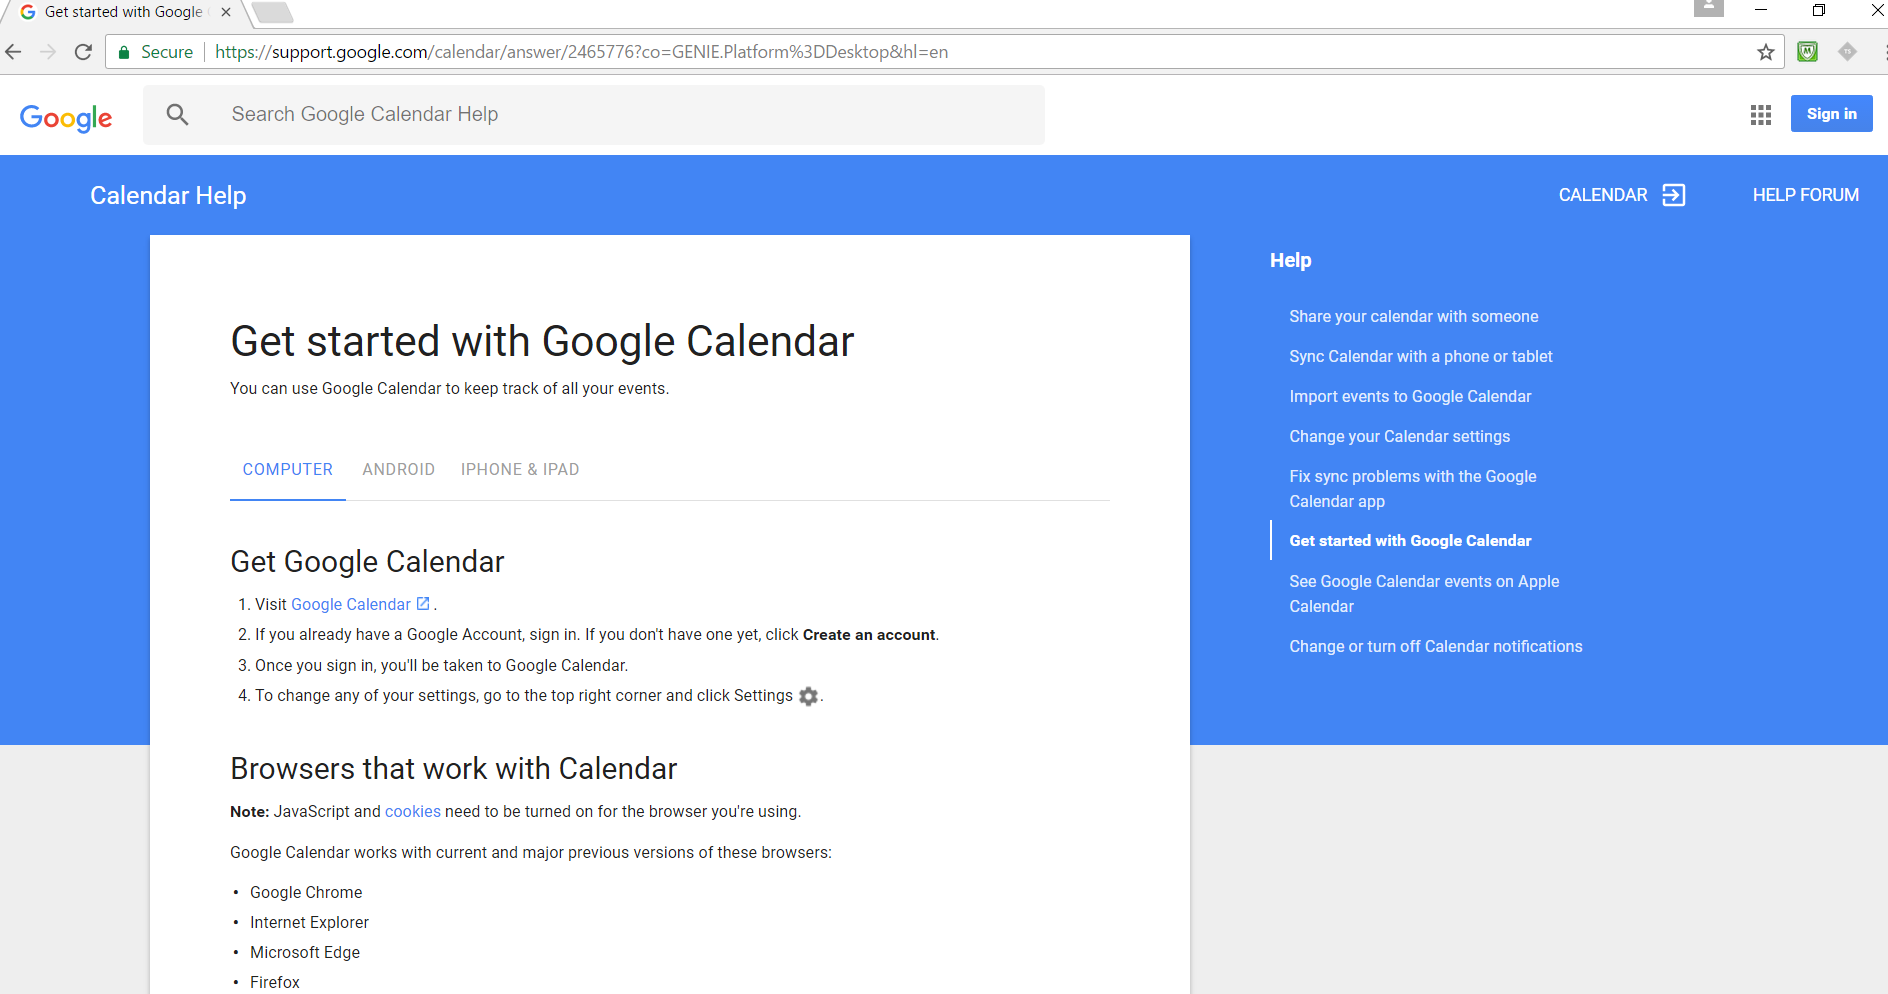 Get started with Google
Secure
https://support.google.com/calendar/answer/2465776?co=GENIE.Platform%3DDesktop&hl=en
Google
Search Google Calendar Help
Sign in
Calendar Help
CALENDAR
HELP FORUM
Get started with Google Calendar
You can use Google Calendar to keep track of all your events.
COMPUTER ANDROID IPHONE & IPAD
Get Google Calendar
1. Visit Google Calendar .
2. If you already have a Google Account, sign in. If you don't have one yet, click Create an account.
3. Once you sign in, you'll be taken to Google Calendar.
4. To change any of your settings, go to the top right corner and click Settings .
Browsers that work with Calendar
Note: JavaScript and cookies need to be turned on for the browser you're using.
Google Calendar works with current and major previous versions of these browsers:
• Google Chrome
• Internet Explorer
• Microsoft Edge
• Firefox
Help
Share your calendar with someone
Sync Calendar with a phone or tablet
Import events to Google Calendar
Change your Calendar settings
Fix sync problems with the Google
Calendar app
Get started with Google Calendar
See Google Calendar events on Apple
Calendar
Change or turn off Calendar notifications